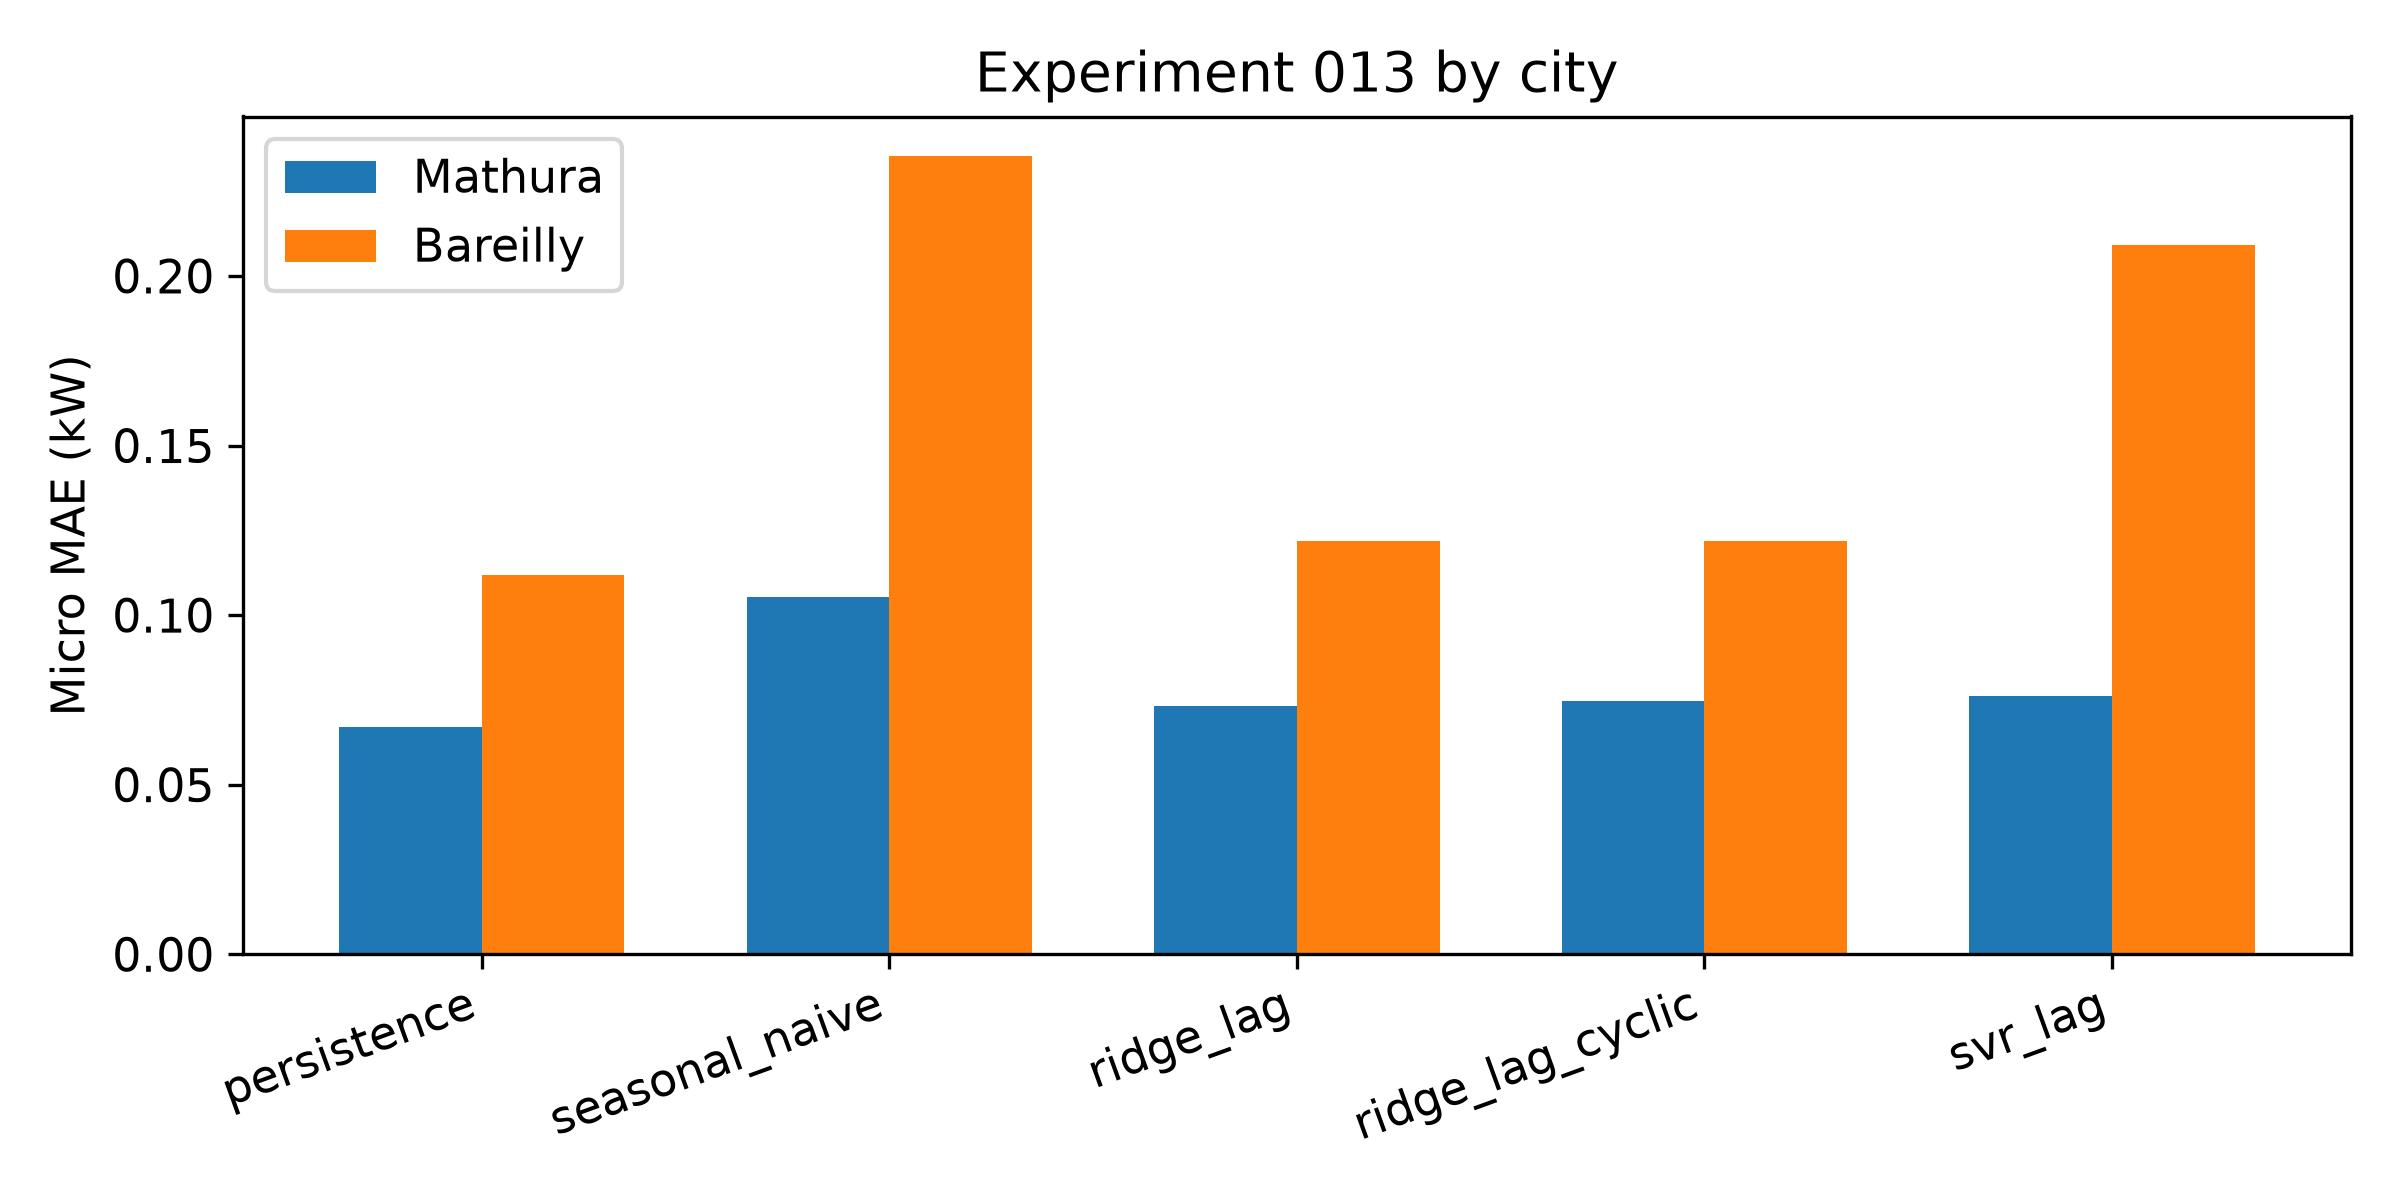 Experiment 013 by city
Mathura
Bareilly
Micro MAE (kW)
0.20
0.15
0.10
0.05
0.00
persistence
seasonal_naive
ridge_lag
ridge_lag_cyclic
svr_lag